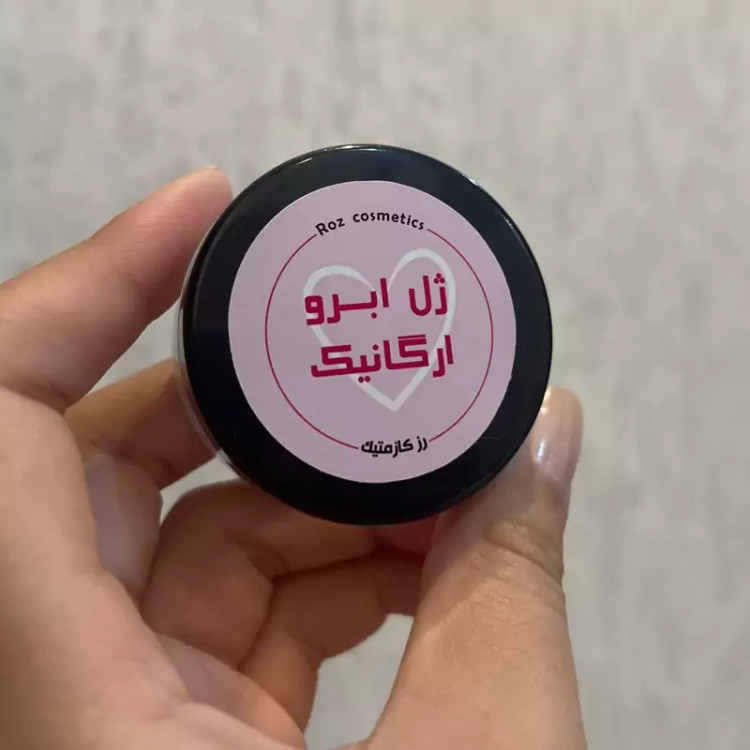 Roz cosmetics
ژل ابرو
ارگانیک
رز کازمتیک